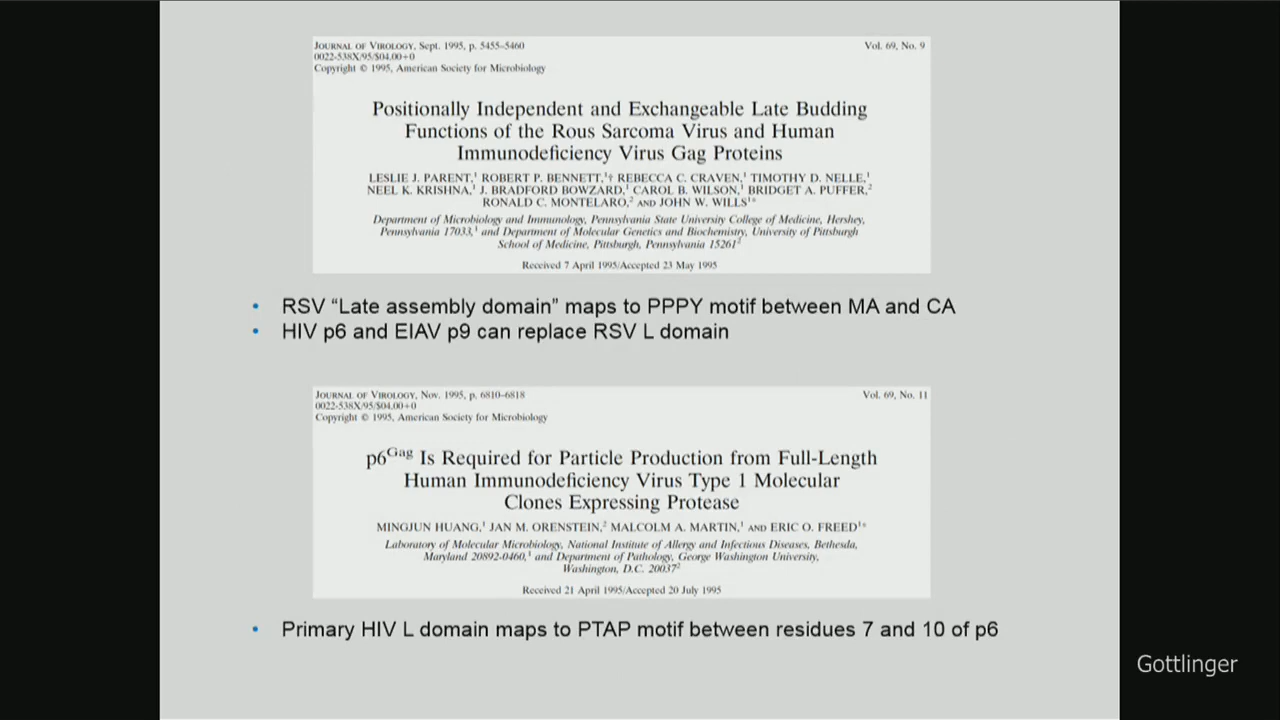 JOURNAL OF VIROLOGY, Sept. 1995, p. 5455–5460
Vol. 69, No. 9
0022-538X/95/$04.00+0
Copyright © 1995, American Society for Microbiology
Positionally Independent and Exchangeable Late Budding
Functions of the Rous Sarcoma Virus and Human
Immunodeficiency Virus Gag Proteins
LESLIE J. PARENT,¹ ROBERT P. BENNETT,¹† REBECCA C. CRAVEN,¹ TIMOTHY D. NELLE,¹
NEEL K. KRISHNA,¹ J. BRADFORD BOWZARD,¹ CAROL B. WILSON,¹ BRIDGET A. PUFFER,²
RONALD C. MONTELARO,² AND JOHN W. WILLS¹*
Department of Microbiology and Immunology, Pennsylvania State University College of Medicine, Hershey,
Pennsylvania 17033,¹ and Department of Molecular Genetics and Biochemistry, University of Pittsburgh
School of Medicine, Pittsburgh, Pennsylvania 15261²
Received 7 April 1995/Accepted 23 May 1995
• RSV “Late assembly domain” maps to PPPY motif between MA and CA
• HIV p6 and EIAV p9 can replace RSV L domain
JOURNAL OF VIROLOGY, Nov. 1995, p. 6810–6818
Vol. 69, No. 11
0022-538X/95/$04.00+0
Copyright © 1995, American Society for Microbiology
p6ᴳᵃᵍ Is Required for Particle Production from Full-Length
Human Immunodeficiency Virus Type 1 Molecular
Clones Expressing Protease
MINGJUN HUANG,¹ JAN M. ORENSTEIN,² MALCOLM A. MARTIN,¹ AND ERIC O. FREED¹*
Laboratory of Molecular Microbiology, National Institute of Allergy and Infectious Diseases, Bethesda,
Maryland 20892-0460,¹ and Department of Pathology, George Washington University,
Washington, D.C. 20037²
Received 21 April 1995/Accepted 20 July 1995
• Primary HIV L domain maps to PTAP motif between residues 7 and 10 of p6
Gottlinger